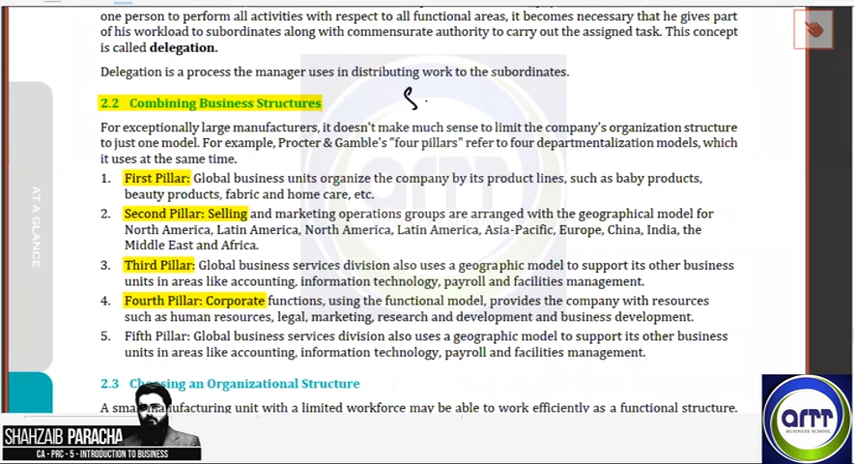 one person to perform all activities with respect to all functional areas, it becomes necessary that he gives part
of his workload to subordinates along with commensurate authority to carry out the assigned task. This concept
is called delegation.
Delegation is a process the manager uses in distributing work to the subordinates.
2.2 Combining Business Structures
For exceptionally large manufacturers, it doesn't make much sense to limit the company's organization structure
to just one model. For example, Procter & Gamble's "four pillars" refer to four departmentalization models, which
it uses at the same time.
1. First Pillar: Global business units organize the company by its product lines, such as baby products,
beauty products, fabric and home care, etc.
2. Second Pillar: Selling and marketing operations groups are arranged with the geographical model for
North America, Latin America, North America, Latin America, Asia-Pacific, Europe, China, India, the
Middle East and Africa.
3. Third Pillar: Global business services division also uses a geographic model to support its other business
units in areas like accounting, information technology, payroll and facilities management.
4. Fourth Pillar: Corporate functions, using the functional model, provides the company with resources
such as human resources, legal, marketing, research and development and business development.
5. Fifth Pillar: Global business services division also uses a geographic model to support its other business
units in areas like accounting, information technology, payroll and facilities management.
2.3 Choosing an Organizational Structure
A small manufacturing unit with a limited workforce may be able to work efficiently as a functional structure.
AT A GLANCE
SHAHZAIB PARACHA
CA - PRC - 5 - INTRODUCTION TO BUSINESS
BUSINESS SCHOOL